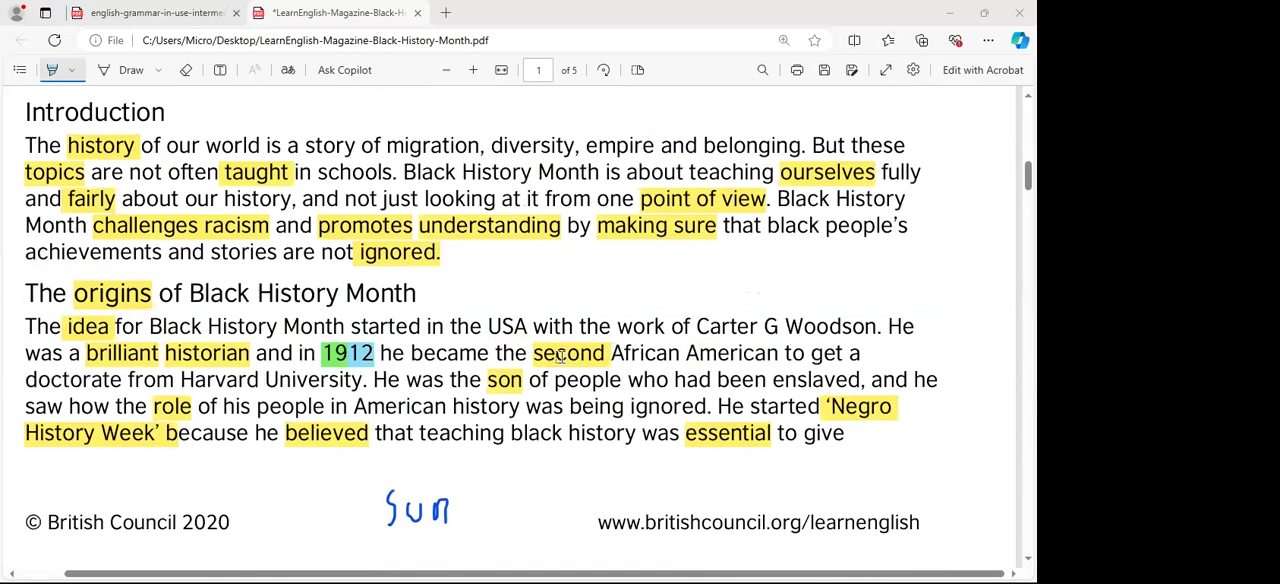 english-grammar-in-use-interme
*LearnEnglish-Magazine-Black-H
File C:/Users/Micro/Desktop/LearnEnglish-Magazine-Black-History-Month.pdf
Draw aあ Ask Copilot 1 of 5 Edit with Acrobat
Introduction
The history of our world is a story of migration, diversity, empire and belonging. But these
topics are not often taught in schools. Black History Month is about teaching ourselves fully
and fairly about our history, and not just looking at it from one point of view. Black History
Month challenges racism and promotes understanding by making sure that black people's
achievements and stories are not ignored.
The origins of Black History Month
The idea for Black History Month started in the USA with the work of Carter G Woodson. He
was a brilliant historian and in 1912 he became the second African American to get a
doctorate from Harvard University. He was the son of people who had been enslaved, and he
saw how the role of his people in American history was being ignored. He started ‘Negro
History Week’ because he believed that teaching black history was essential to give
Sun
© British Council 2020 www.britishcouncil.org/learnenglish